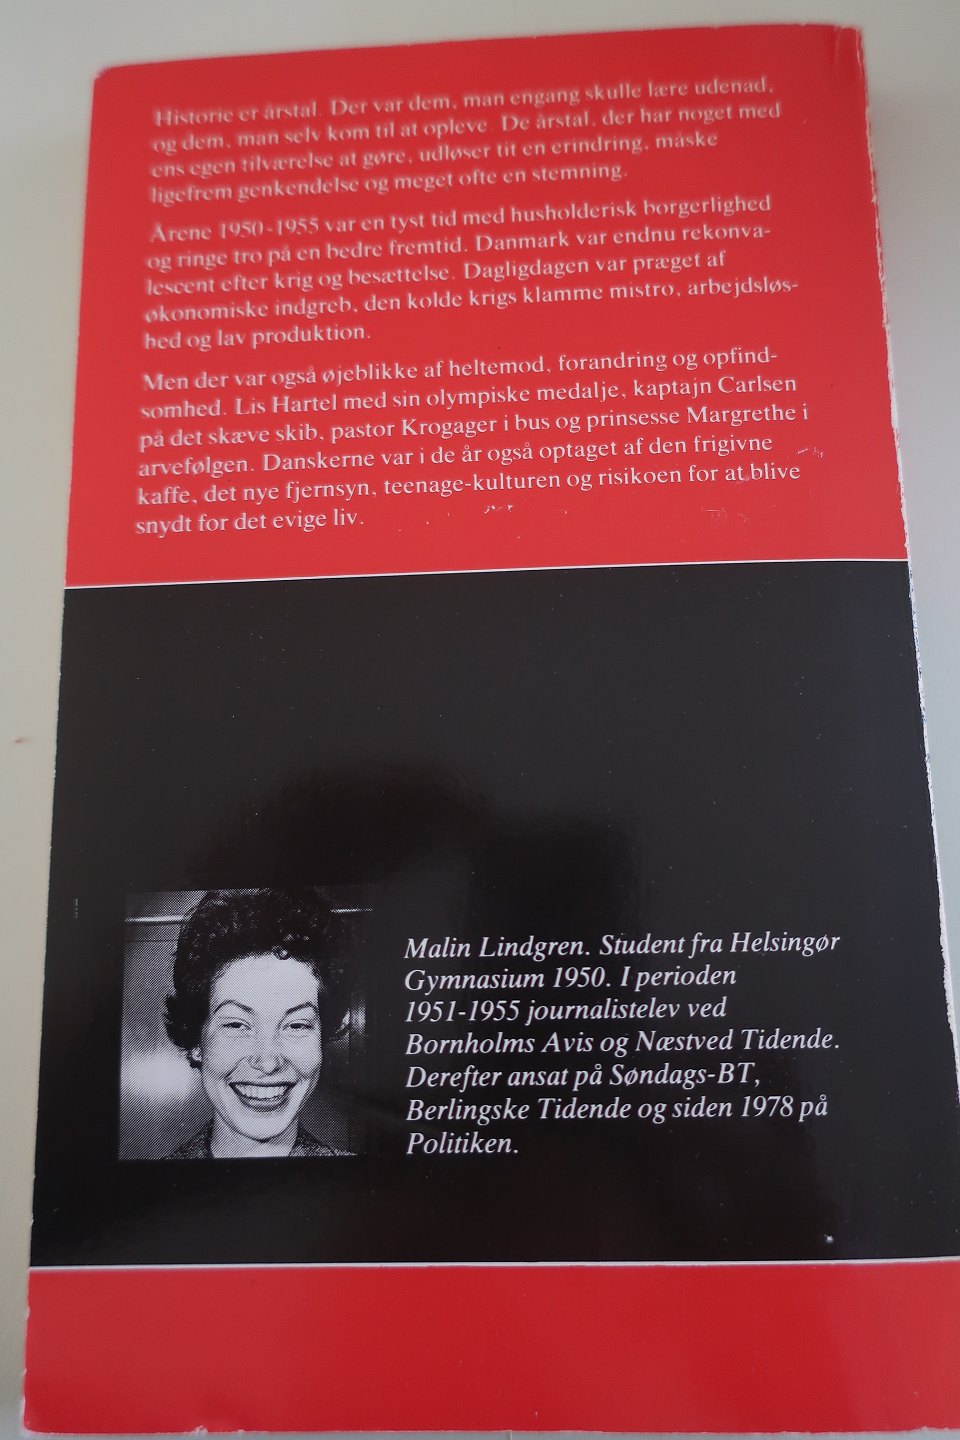 Historie er årstal. Der var dem, man engang skulle lære udenad,
og dem, man selv kom til at opleve. De årstal, der har noget med
ens egen tilværelse at gøre, udløser tit en erindring, måske
ligefrem genkendelse og meget ofte en stemning.
Årene 1950-1955 var en tyst tid med husholderisk borgerlighed
og ringe tro på en bedre fremtid. Danmark var endnu rekonva-
lescent efter krig og besættelse. Dagligdagen var præget af
økonomiske indgreb, den kolde krigs klamme mistro, arbejdsløs-
hed og lav produktion.
Men der var også øjeblikke af heltemod, forandring og opfind-
somhed. Lis Hartel med sin olympiske medalje, kaptajn Carlsen
på det skæve skib, pastor Krogager i bus og prinsesse Margrethe i
arvefølgen. Danskerne var i de år også optaget af den frigivne
kaffe, det nye fjernsyn, teenage-kulturen og risikoen for at blive
snydt for det evige liv.
Malin Lindgren. Student fra Helsingør
Gymnasium 1950. I perioden
1951-1955 journalistelev ved
Bornholms Avis og Næstved Tidende.
Derefter ansat på Søndags-BT,
Berlingske Tidende og siden 1978 på
Politiken.